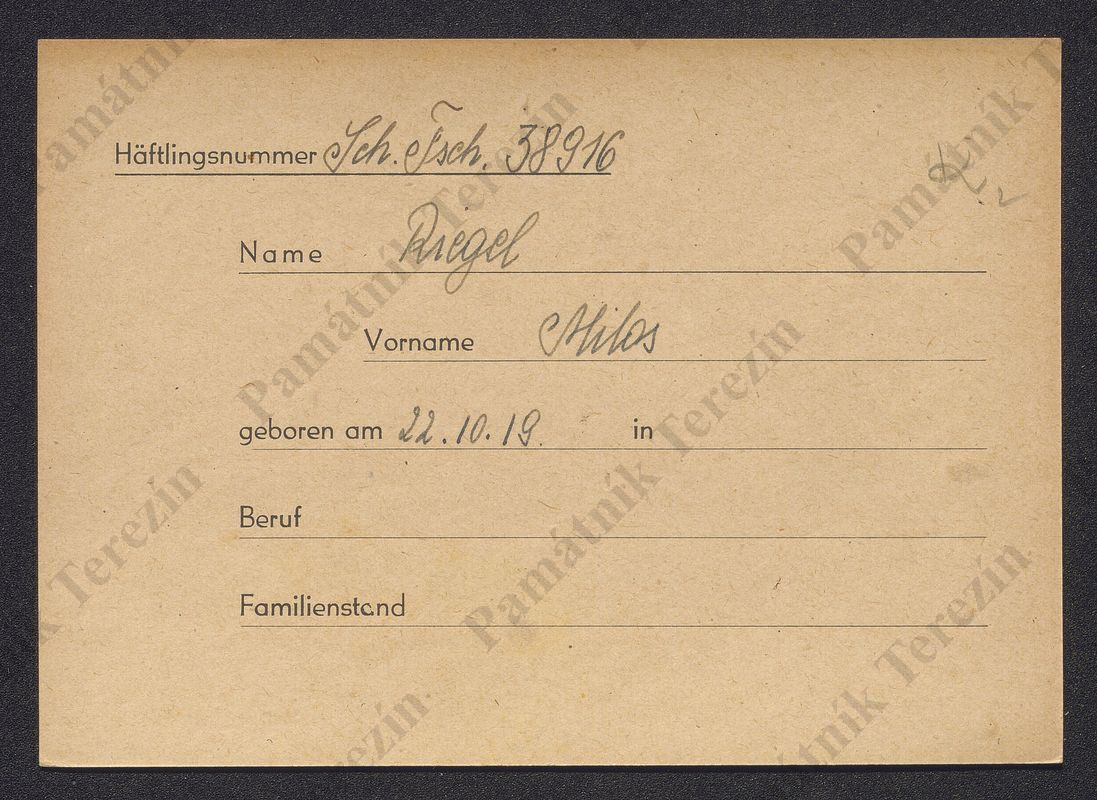 Häftlingsnummer Sch. Tsch. 38916
Name Riegel
Vorname Milos
geboren am 22.10.19. in
Beruf
Familienstand
Památník Terezín